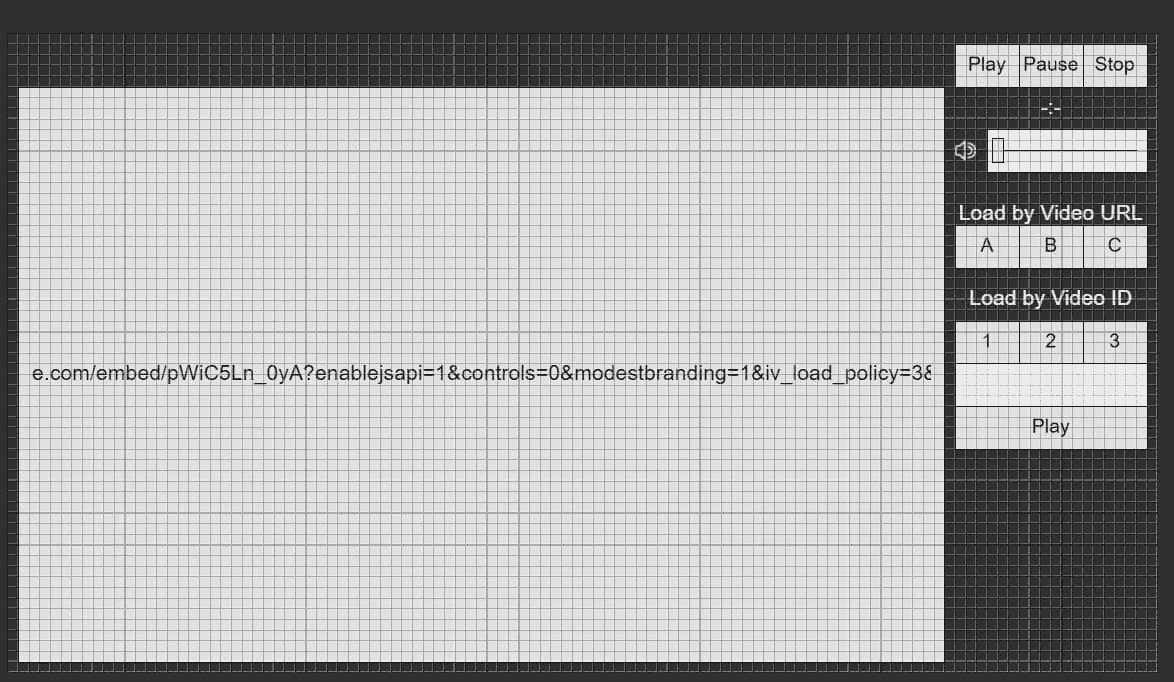 Play Pause Stop
Load by Video URL
A B C
Load by Video ID
1 2 3
e.com/embed/pWiC5Ln_0yA?enablejsapi=1&controls=0&modestbranding=1&iv_load_policy=3&
Play